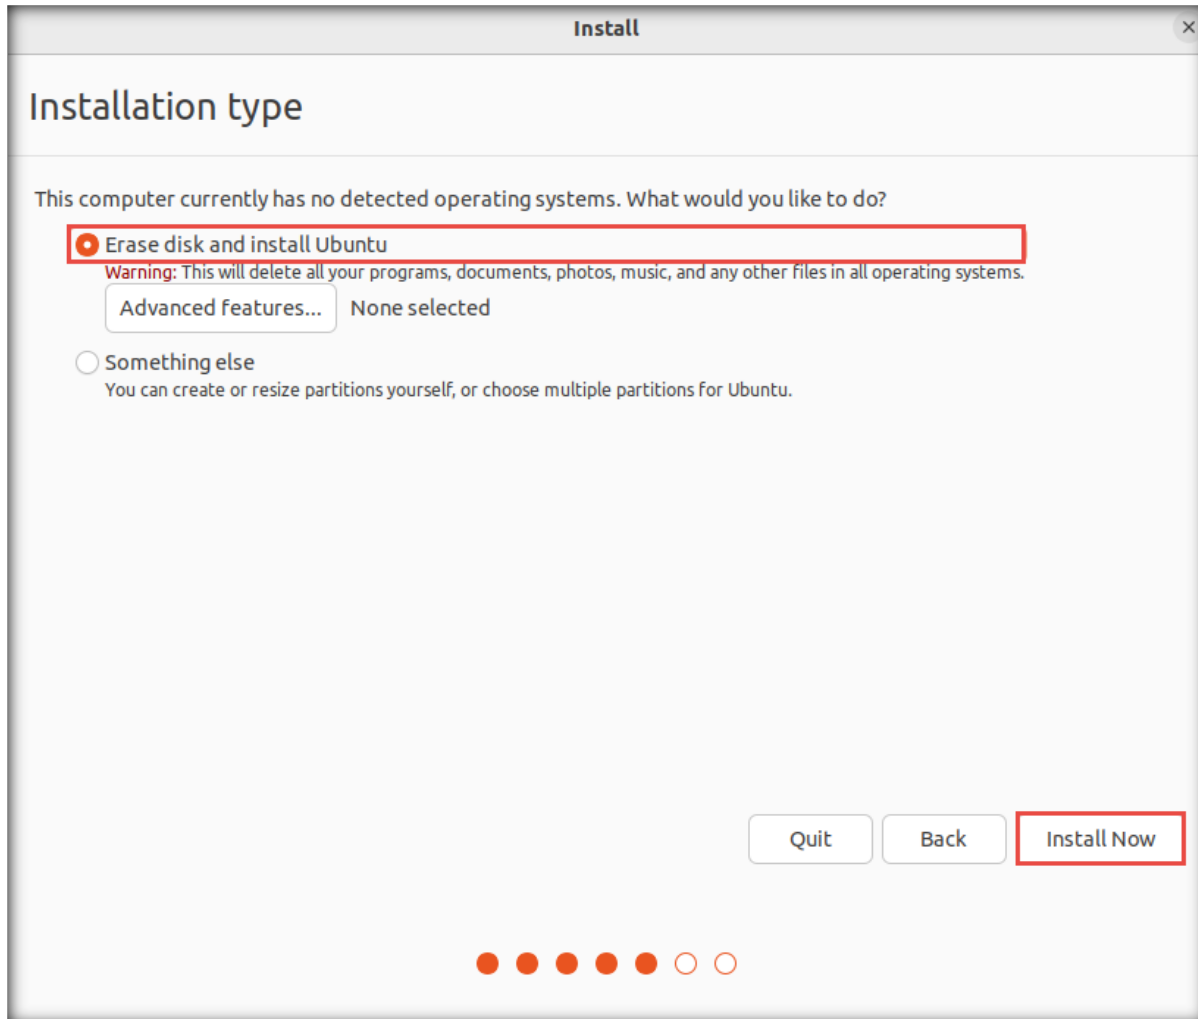 Install
Installation type
This computer currently has no detected operating systems. What would you like to do?
Erase disk and install Ubuntu
Warning: This will delete all your programs, documents, photos, music, and any other files in all operating systems.
Advanced features... None selected
Something else
You can create or resize partitions yourself, or choose multiple partitions for Ubuntu.
Quit Back Install Now